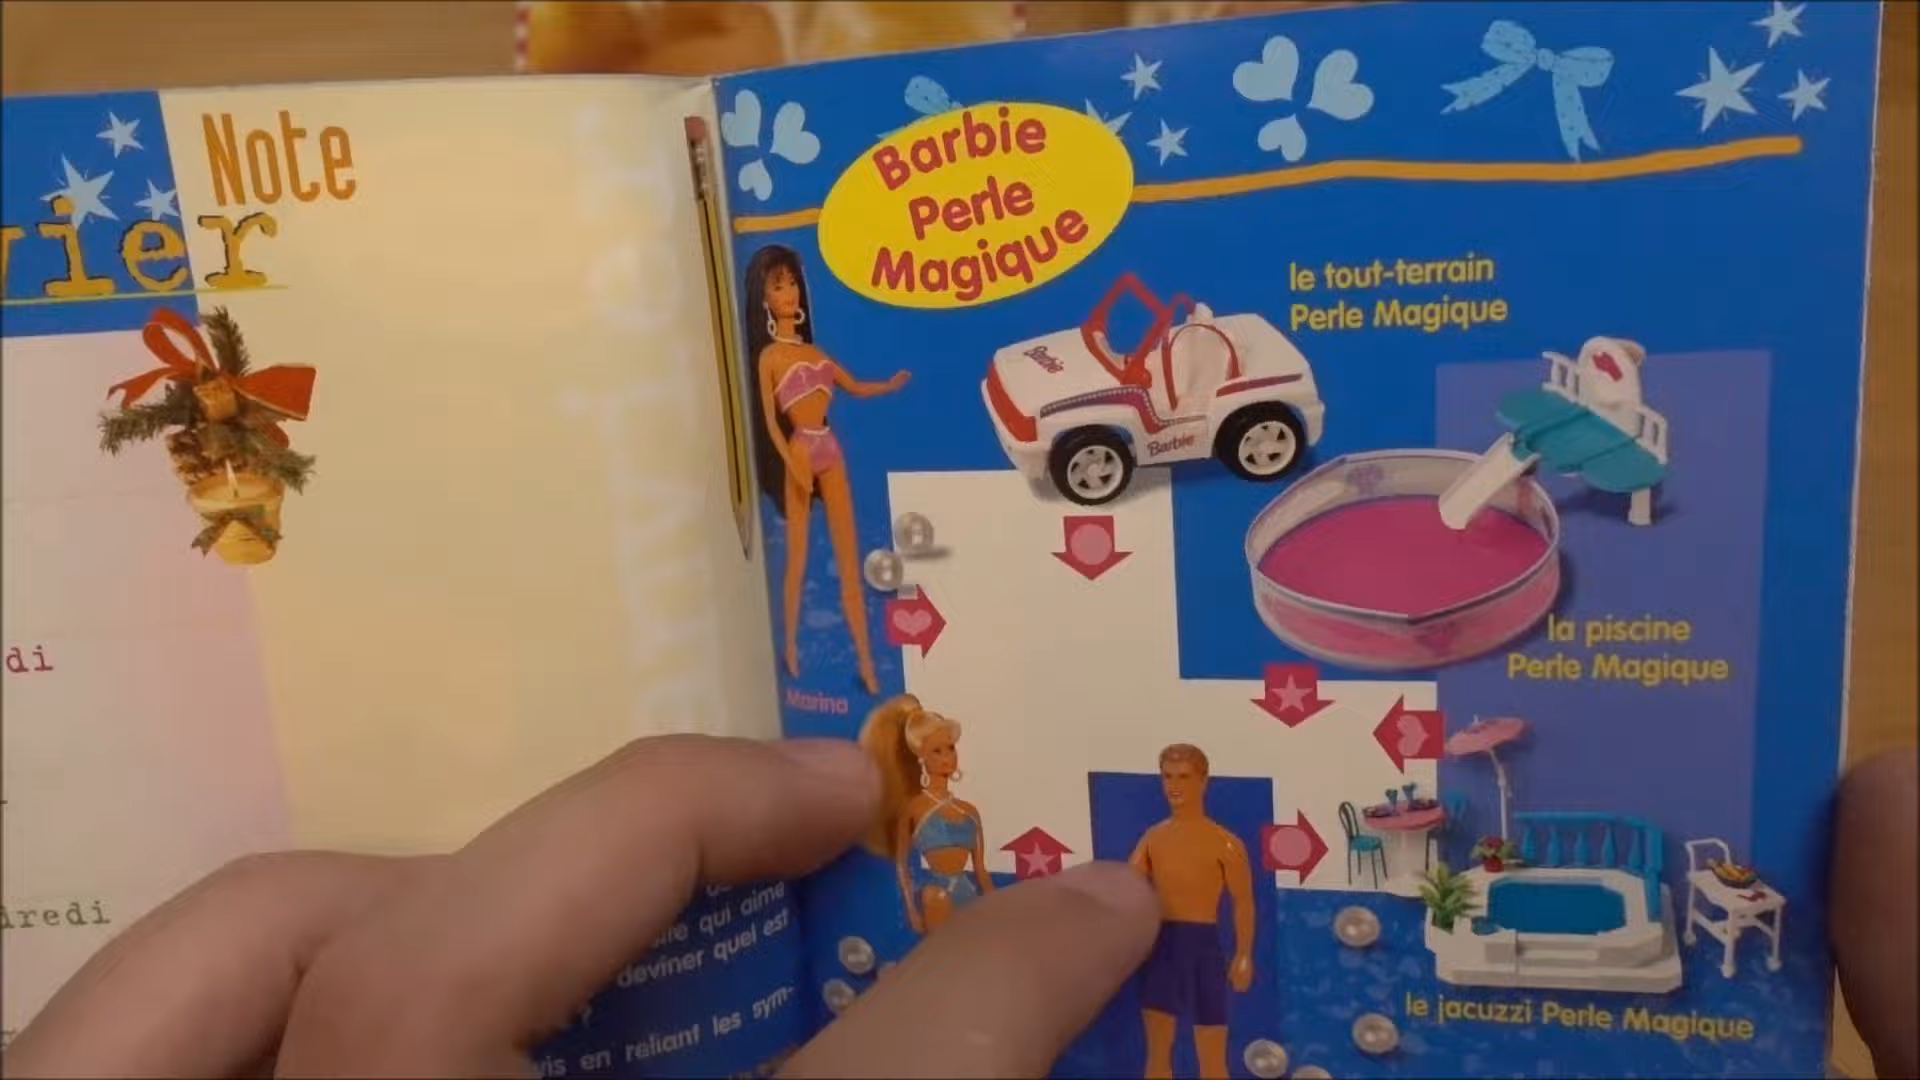 Note
vier
di
dredi
Barbie
Perle
Magique
le tout-terrain
Perle Magique
Barbie
Barbie
la piscine
Perle Magique
Marina
qui aime
deviner quel est
?
en reliant les sym-
le jacuzzi Perle Magique